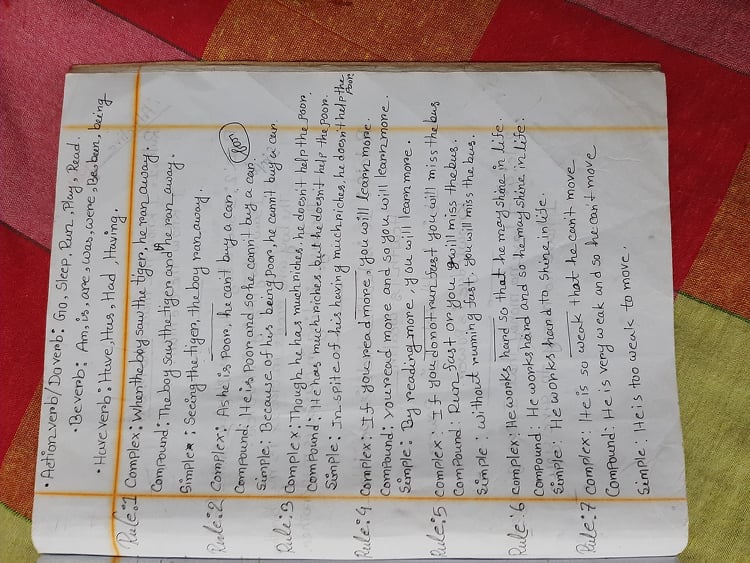 • Action verb/Do verb: Go, Sleep, Run, Play, Read.
• Be verb: Am, is, are, was, were, Be, been, being
• Have verb: Have, Has, Had, Having.
Rule:1 Complex: When the boy saw the tiger, he ran away.
Compound: The boy saw the tiger and he ran away.
Simple: Seeing the tiger, the boy ran away.
Rule:2 Complex: As he is Poor, he can't buy a car.
Compound: He is Poor and so he cann't buy a car.
Simple: Because of his being Poor, he cann't buy a car.
Rule:3 Complex: Though he has much riches, he doesn't help the Poor.
Compound: He has much riches. but he doesn't help the Poor.
Simple: In spite of his having much riches, he doesn't help the Poor
Rule:4 Complex: If you read more, you will learn more.
Compound: you read more and so you will learn more.
Simple: By reading more, you will learn more.
Rule:5 Complex: If you do not run fast you will miss the bus
Compound: Run fast or you will miss the bus.
Simple: without running fast, you will miss the bus.
Rule:6 Complex: He works hard so that he may shine in life.
Compound: He works hard and so he may shine in life.
Simple: He works hard to shine in life.
Rule:7 Complex: He is so weak that he can't move
Compound: He is very weak and so he can't move
Simple: He is too weak to move.